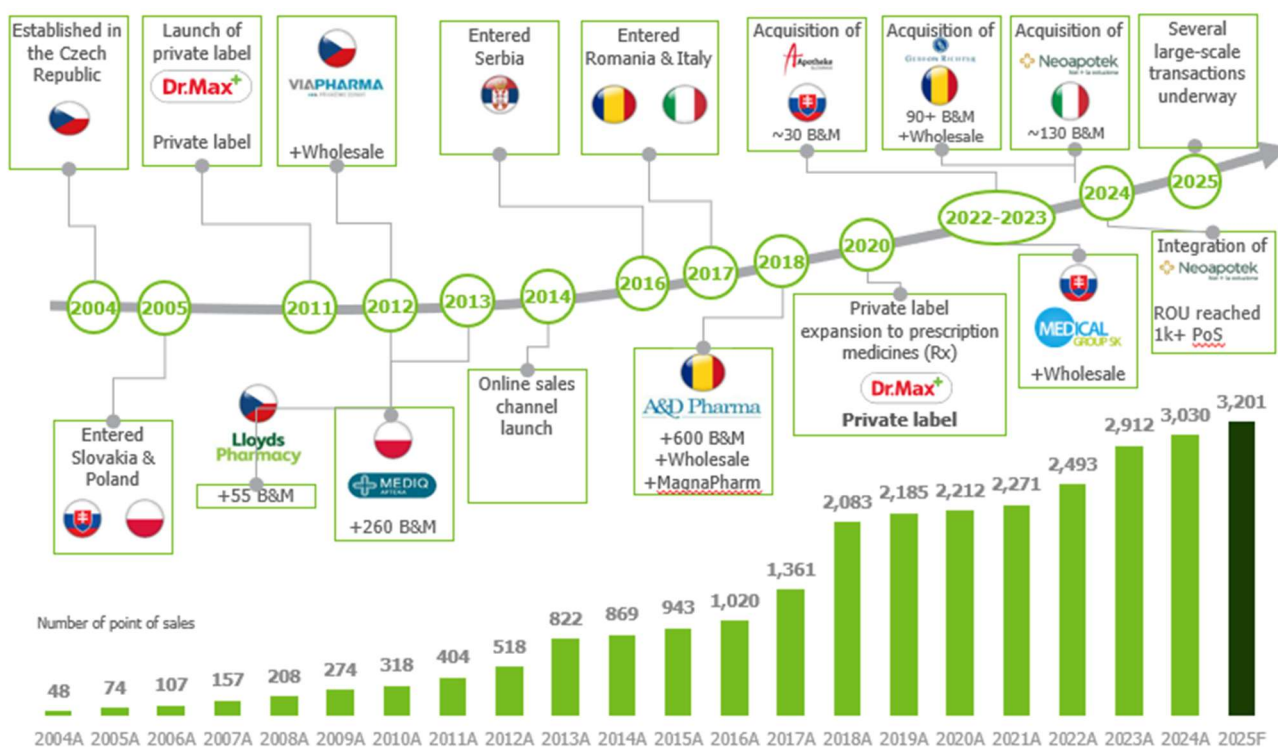 Established in
the Czech
Republic
Launch of
private label
Dr.Max+
Private label
VIAPHARMA
+Wholesale
Entered
Serbia
Entered
Romania & Italy
Acquisition of
Apotheke
~30 B&M
Acquisition of
GEDEON RICHTER
90+ B&M
+Wholesale
Acquisition of
Neoapotek
~130 B&M
Several
large-scale
transactions
underway
2004
2005
2011
2012
2013
2014
2016
2017
2018
2020
2022-2023
2024
2025
Entered
Slovakia &
Poland
Lloyds
Pharmacy
+55 B&M
MEDIQ
APTEKA
+260 B&M
Online sales
channel
launch
A&D Pharma
+600 B&M
+Wholesale
+MagnaPharm
Private label
expansion to prescription
medicines (Rx)
Dr.Max+
Private label
MEDICAL
GROUP SK
+Wholesale
Integration of
Neoapotek
ROU reached
1k+ PoS
Number of point of sales
48
74
107
157
208
274
318
404
518
822
869
943
1,020
1,361
2,083
2,185
2,212
2,271
2,493
2,912
3,030
3,201
2004A 2005A 2006A 2007A 2008A 2009A 2010A 2011A 2012A 2013A 2014A 2015A 2016A 2017A 2018A 2019A 2020A 2021A 2022A 2023A 2024A 2025F